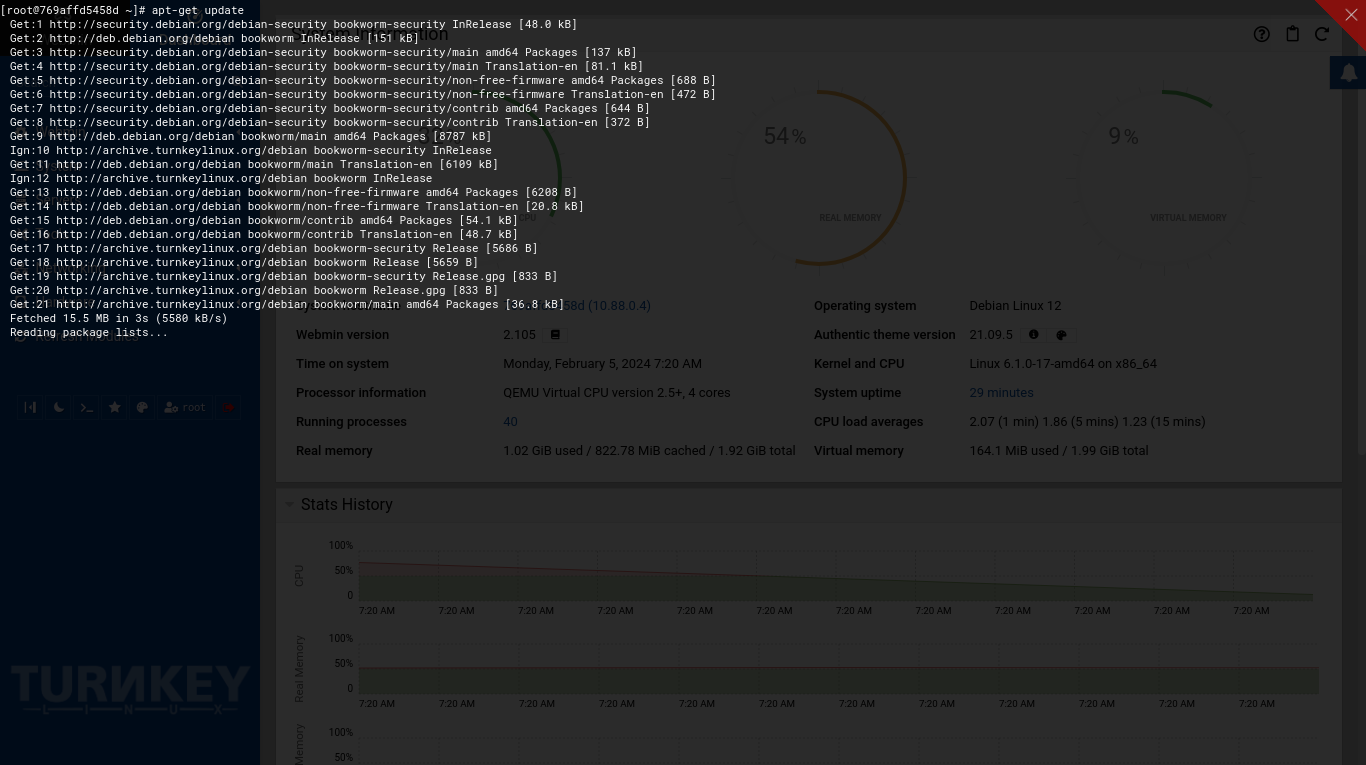 [root@769affd5458d ~]# apt-get update
Get:1 http://security.debian.org/debian-security bookworm-security InRelease [48.0 kB]
Get:2 http://deb.debian.org/debian bookworm InRelease [151 kB]
Get:3 http://security.debian.org/debian-security bookworm-security/main amd64 Packages [137 kB]
Get:4 http://security.debian.org/debian-security bookworm-security/main Translation-en [81.1 kB]
Get:5 http://security.debian.org/debian-security bookworm-security/non-free-firmware amd64 Packages [688 B]
Get:6 http://security.debian.org/debian-security bookworm-security/non-free-firmware Translation-en [472 B]
Get:7 http://security.debian.org/debian-security bookworm-security/contrib amd64 Packages [644 B]
Get:8 http://security.debian.org/debian-security bookworm-security/contrib Translation-en [372 B]
Get:9 http://deb.debian.org/debian bookworm/main amd64 Packages [8787 kB]
Ign:10 http://archive.turnkeylinux.org/debian bookworm-security InRelease
Get:11 http://deb.debian.org/debian bookworm/main Translation-en [6109 kB]
Ign:12 http://archive.turnkeylinux.org/debian bookworm InRelease
Get:13 http://deb.debian.org/debian bookworm/non-free-firmware amd64 Packages [6208 B]
Get:14 http://deb.debian.org/debian bookworm/non-free-firmware Translation-en [20.8 kB]
Get:15 http://deb.debian.org/debian bookworm/contrib amd64 Packages [54.1 kB]
Get:16 http://deb.debian.org/debian bookworm/contrib Translation-en [48.7 kB]
Get:17 http://archive.turnkeylinux.org/debian bookworm-security Release [5686 B]
Get:18 http://archive.turnkeylinux.org/debian bookworm Release [5659 B]
Get:19 http://archive.turnkeylinux.org/debian bookworm-security Release.gpg [833 B]
Get:20 http://archive.turnkeylinux.org/debian bookworm Release.gpg [833 B]
Get:21 http://archive.turnkeylinux.org/debian bookworm/main amd64 Packages [36.8 kB]
Fetched 15.5 MB in 3s (5580 kB/s)
Reading package lists...
System Information
54% 9%
CPU REAL MEMORY VIRTUAL MEMORY
(10.88.0.4) Operating system Debian Linux 12
Webmin version 2.105 Authentic theme version 21.09.5
Time on system Monday, February 5, 2024 7:20 AM Kernel and CPU Linux 6.1.0-17-amd64 on x86_64
Processor information QEMU Virtual CPU version 2.5+, 4 cores System uptime 29 minutes
Running processes 40 CPU load averages 2.07 (1 min) 1.86 (5 mins) 1.23 (15 mins)
Real memory 1.02 GiB used / 822.78 MiB cached / 1.92 GiB total Virtual memory 164.1 MiB used / 1.99 GiB total
Refresh Modules
root
Stats History
CPU
100%
50%
0
7:20 AM 7:20 AM 7:20 AM 7:20 AM 7:20 AM 7:20 AM 7:20 AM 7:20 AM 7:20 AM 7:20 AM 7:20 AM 7:20 AM
Real Memory
100%
50%
0
7:20 AM 7:20 AM 7:20 AM 7:20 AM 7:20 AM 7:20 AM 7:20 AM 7:20 AM 7:20 AM 7:20 AM 7:20 AM 7:20 AM
Memory
100%
50%
TURNKEY
LINUX